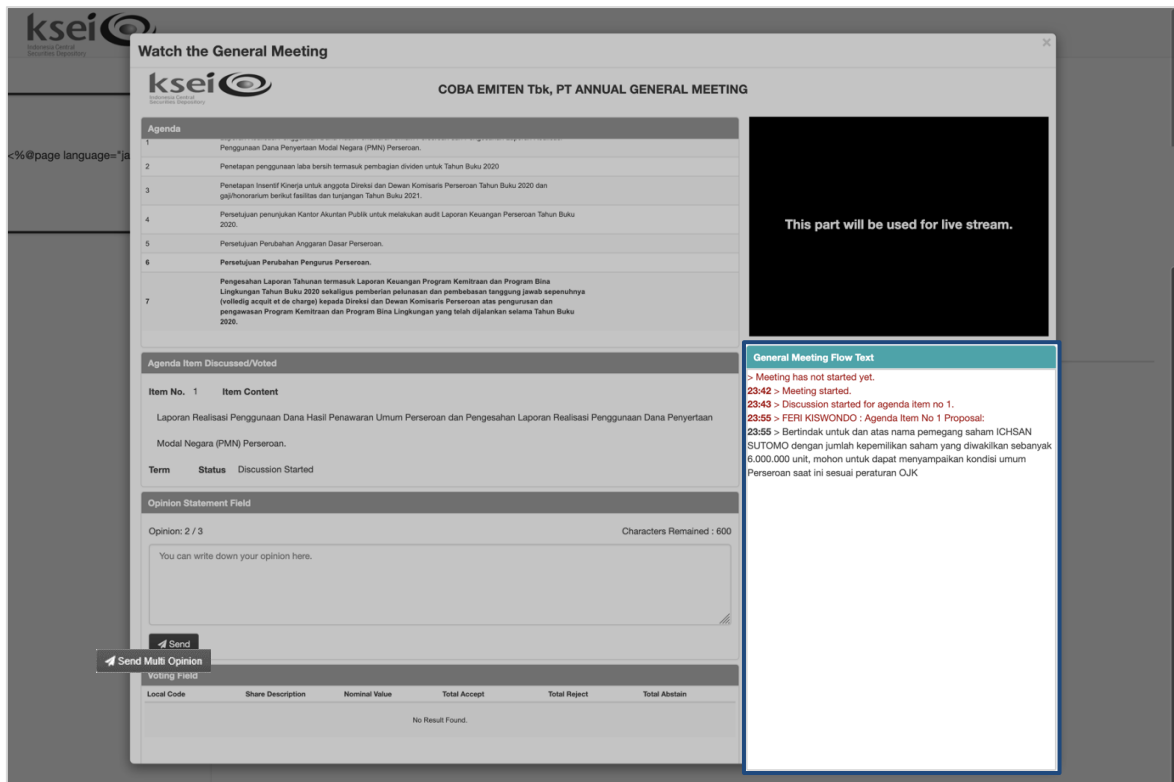 ksei
Indonesia Central
Securities Depository
<%@page language="ja
Watch the General Meeting
×
ksei
Indonesia Central
Securities Depository
COBA EMITEN Tbk, PT ANNUAL GENERAL MEETING
Agenda
1
Penggunaan Dana Penyertaan Modal Negara (PMN) Perseroan.
2 Penetapan penggunaan laba bersih termasuk pembagian dividen untuk Tahun Buku 2020
3 Penetapan Insentif Kinerja untuk anggota Direksi dan Dewan Komisaris Perseroan Tahun Buku 2020 dan
gaji/honorarium berikut fasilitas dan tunjangan Tahun Buku 2021.
4 Persetujuan penunjukan Kantor Akuntan Publik untuk melakukan audit Laporan Keuangan Perseroan Tahun Buku
2020.
5 Persetujuan Perubahan Anggaran Dasar Perseroan.
6 Persetujuan Perubahan Pengurus Perseroan.
7 Pengesahan Laporan Tahunan termasuk Laporan Keuangan Program Kemitraan dan Program Bina
Lingkungan Tahun Buku 2020 sekaligus pemberian pelunasan dan pembebasan tanggung jawab sepenuhnya
(volledig acquit et de charge) kepada Direksi dan Dewan Komisaris Perseroan atas pengurusan dan
pengawasan Program Kemitraan dan Program Bina Lingkungan yang telah dijalankan selama Tahun Buku
2020.
This part will be used for live stream.
Agenda Item Discussed/Voted
Item No. 1 Item Content
Laporan Realisasi Penggunaan Dana Hasil Penawaran Umum Perseroan dan Pengesahan Laporan Realisasi Penggunaan Dana Penyertaan
Modal Negara (PMN) Perseroan.
Term Status Discussion Started
Opinion Statement Field
Opinion: 2 / 3 Characters Remained : 600
You can write down your opinion here.
Send
Send Multi Opinion
Voting Field
Local Code Share Description Nominal Value Total Accept Total Reject Total Abstain
No Result Found.
General Meeting Flow Text
> Meeting has not started yet.
23:42 > Meeting started.
23:43 > Discussion started for agenda item no 1.
23:55 > FERI KISWONDO : Agenda Item No 1 Proposal:
23:55 > Bertindak untuk dan atas nama pemegang saham ICHSAN
SUTOMO dengan jumlah kepemilikan saham yang diwakilkan sebanyak
6.000.000 unit, mohon untuk dapat menyampaikan kondisi umum
Perseroan saat ini sesuai peraturan OJK